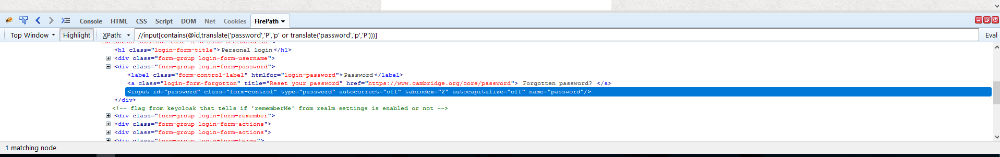 Console HTML CSS Script DOM Net Cookies FirePath
Top Window Highlight XPath: //input[contains(@id,translate('password','P','p' or translate('password','p','P')))] Eval
<h1 class="login-form-title">Personal login</h1>
<div class="form-group login-form-username">
<div class="form-group login-form-password">
<label class="form-control-label" htmlfor="login-password">Password</label>
<a class="login-form-forgotton" title="Reset your password" href="https://www.cambridge.org/core/password"> Forgotten password? </a>
<input id="password" class="form-control" type="password" autocorrect="off" tabindex="2" autocapitalize="off" name="password"/>
</div>
<!-- flag from keycloak that tells if 'rememberMe' from realm settings is enabled or not -->
<div class="form-group login-form-remember">
<div class="form-group login-form-actions">
<div class="form-group login-form-actions">
<div class="form-group login-form-terms">
1 matching node